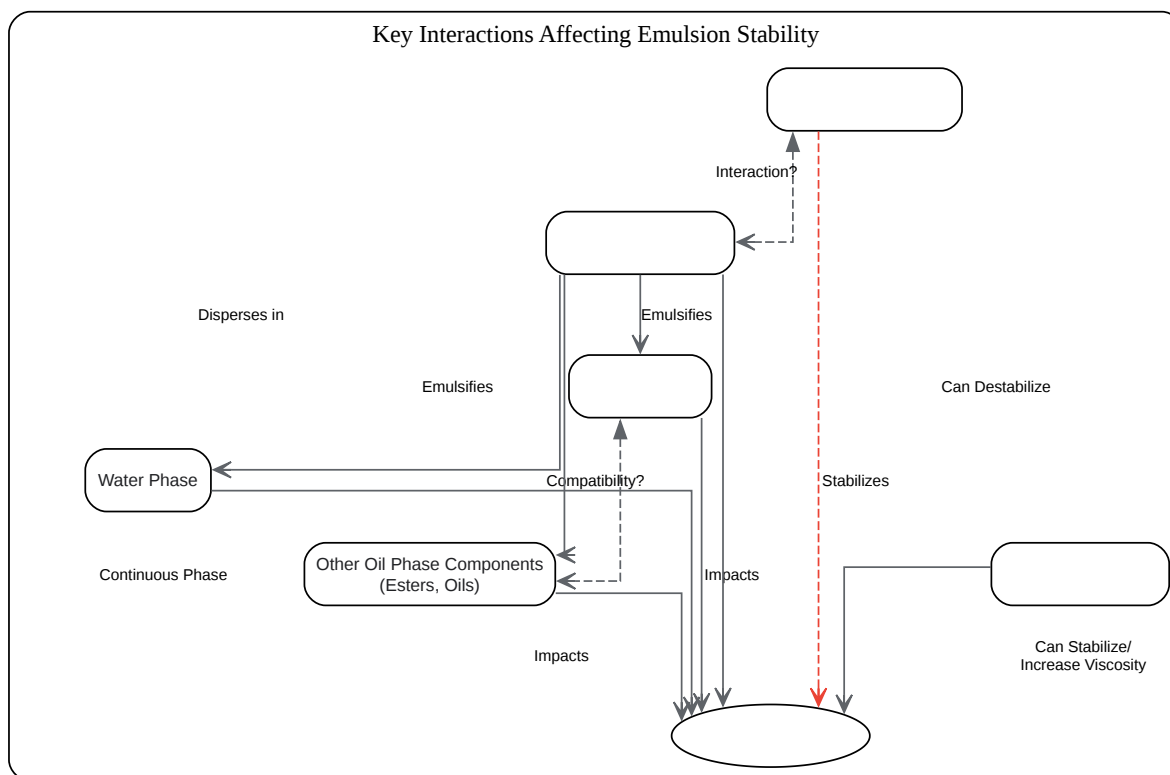 Key Interactions Affecting Emulsion Stability
Interaction?
Disperses in
Emulsifies
Emulsifies
Can Destabilize
Water Phase
Compatibility?
Stabilizes
Other Oil Phase Components
(Esters, Oils)
Continuous Phase
Impacts
Impacts
Can Stabilize/
Increase Viscosity